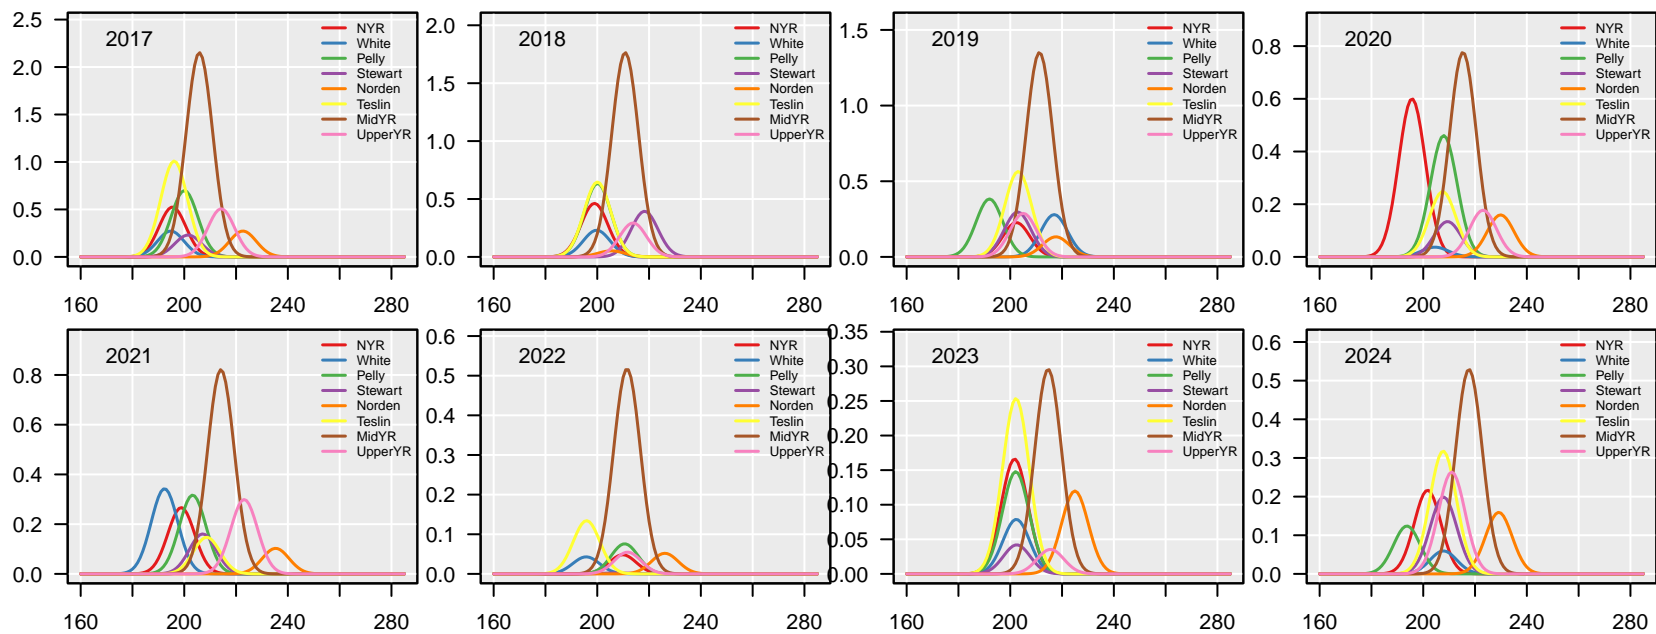 2017
NYR
White
Pelly
Stewart
Norden
Teslin
MidYR
UpperYR
2.5
2.0
1.5
1.0
0.5
0.0
160 200 240 280
2018
NYR
White
Pelly
Stewart
Norden
Teslin
MidYR
UpperYR
2.0
1.5
1.0
0.5
0.0
160 200 240 280
2019
NYR
White
Pelly
Stewart
Norden
Teslin
MidYR
UpperYR
1.5
1.0
0.5
0.0
160 200 240 280
2020
NYR
White
Pelly
Stewart
Norden
Teslin
MidYR
UpperYR
0.8
0.6
0.4
0.2
0.0
160 200 240 280
2021
NYR
White
Pelly
Stewart
Norden
Teslin
MidYR
UpperYR
0.8
0.6
0.4
0.2
0.0
160 200 240 280
2022
NYR
White
Pelly
Stewart
Norden
Teslin
MidYR
UpperYR
0.6
0.5
0.4
0.3
0.2
0.1
0.0
160 200 240 280
2023
NYR
White
Pelly
Stewart
Norden
Teslin
MidYR
UpperYR
0.35
0.30
0.25
0.20
0.15
0.10
0.05
0.00
160 200 240 280
2024
NYR
White
Pelly
Stewart
Norden
Teslin
MidYR
UpperYR
0.6
0.5
0.4
0.3
0.2
0.1
0.0
160 200 240 280